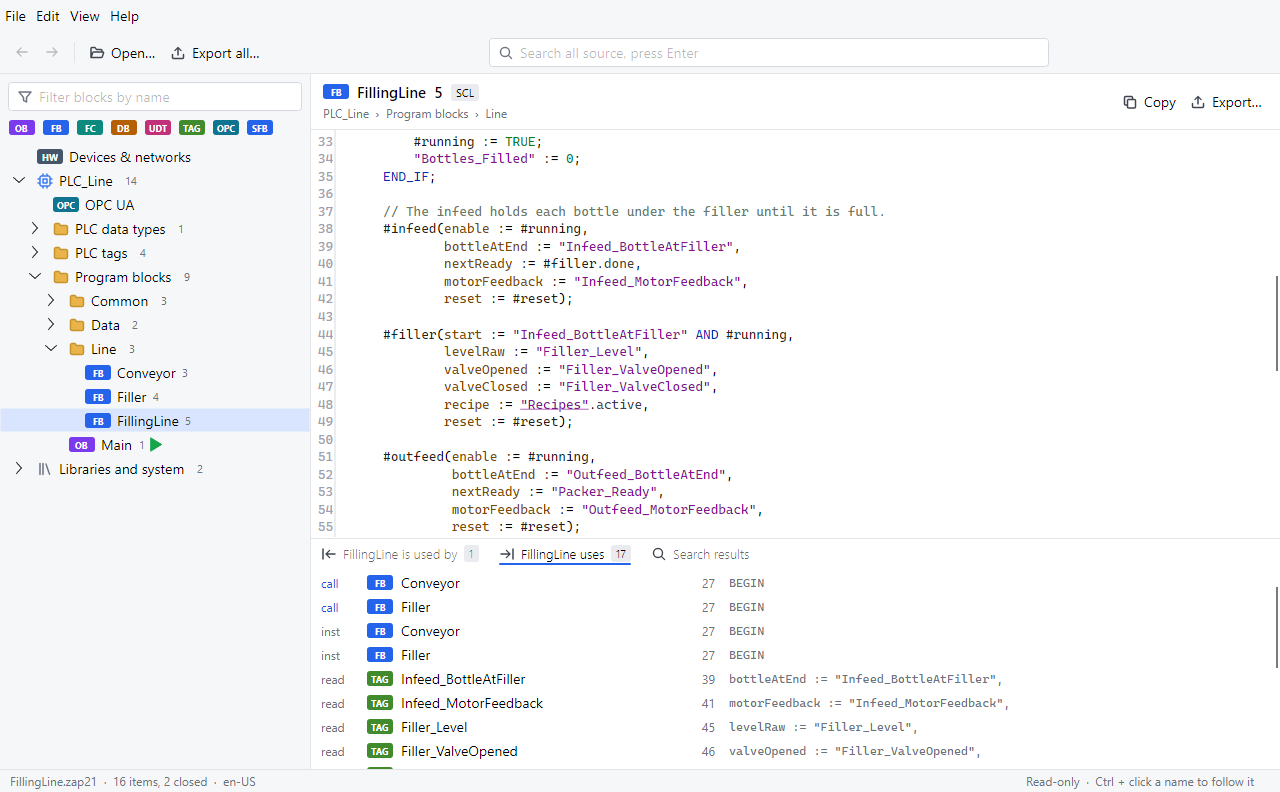 File Edit View Help
Open... Export all... Search all source, press Enter
Filter blocks by name
OB FB FC DB UDT TAG OPC SFB
HW Devices & networks
PLC_Line 14
OPC OPC UA
PLC data types 1
PLC tags 4
Program blocks 9
Common 3
Data 2
Line 3
FB Conveyor 3
FB Filler 4
FB FillingLine 5
OB Main 1
Libraries and system 2
FB FillingLine 5 SCL
PLC_Line › Program blocks › Line
Copy Export...
33 #running := TRUE;
34 "Bottles_Filled" := 0;
35 END_IF;
36
37 // The infeed holds each bottle under the filler until it is full.
38 #infeed(enable := #running,
39 bottleAtEnd := "Infeed_BottleAtFiller",
40 nextReady := #filler.done,
41 motorFeedback := "Infeed_MotorFeedback",
42 reset := #reset);
43
44 #filler(start := "Infeed_BottleAtFiller" AND #running,
45 levelRaw := "Filler_Level",
46 valveOpened := "Filler_ValveOpened",
47 valveClosed := "Filler_ValveClosed",
48 recipe := "Recipes".active,
49 reset := #reset);
50
51 #outfeed(enable := #running,
52 bottleAtEnd := "Outfeed_BottleAtEnd",
53 nextReady := "Packer_Ready",
54 motorFeedback := "Outfeed_MotorFeedback",
55 reset := #reset);
FillingLine is used by 1 FillingLine uses 17 Search results
call FB Conveyor 27 BEGIN
call FB Filler 27 BEGIN
inst FB Conveyor 27 BEGIN
inst FB Filler 27 BEGIN
read TAG Infeed_BottleAtFiller 39 bottleAtEnd := "Infeed_BottleAtFiller",
read TAG Infeed_MotorFeedback 41 motorFeedback := "Infeed_MotorFeedback",
read TAG Filler_Level 45 levelRaw := "Filler_Level",
read TAG Filler_ValveOpened 46 valveOpened := "Filler_ValveOpened",
FillingLine.zap21 · 16 items, 2 closed · en-US
Read-only · Ctrl + click a name to follow it